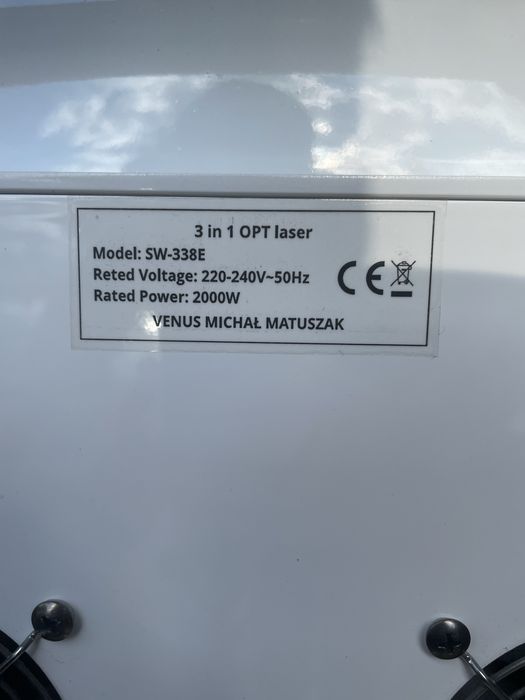 3 in 1 OPT laser
Model: SW-338E
Reted Voltage: 220-240V~50Hz
Rated Power: 2000W
CE
VENUS MICHAŁ MATUSZAK